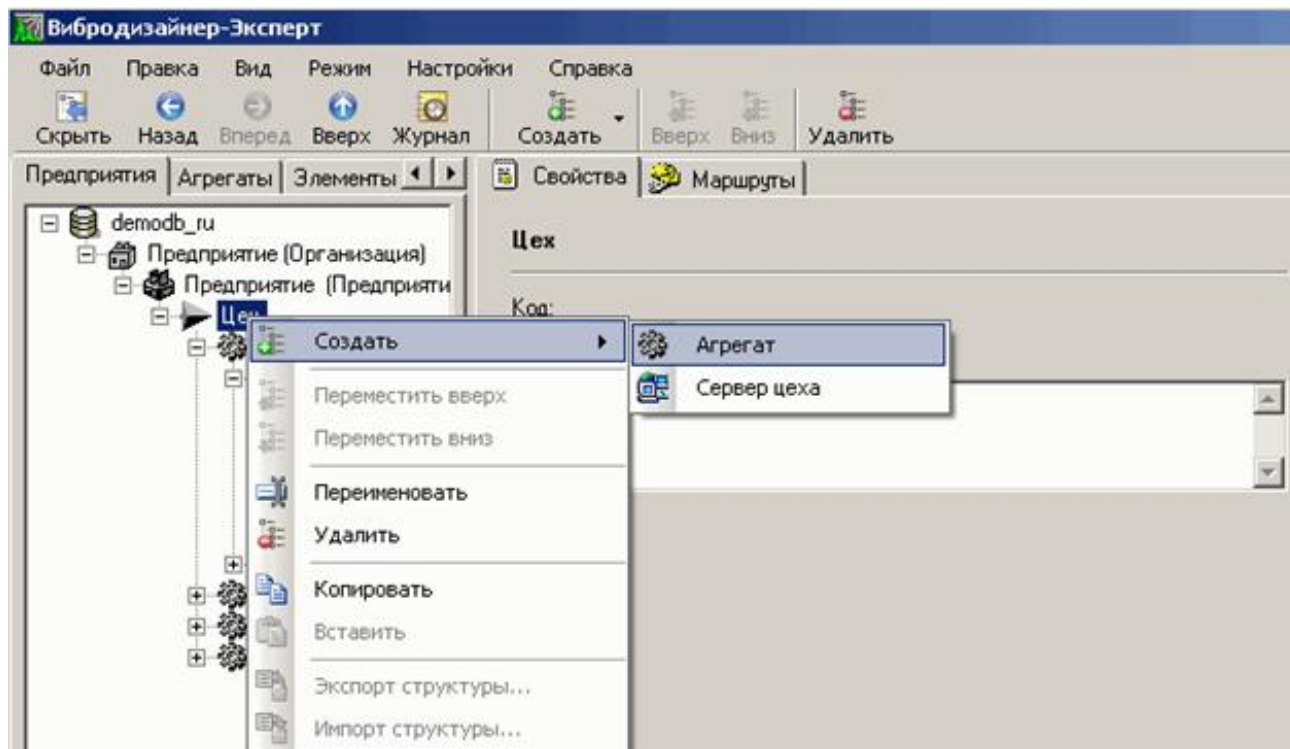 Вибродизайнер-Эксперт
Файл Правка Вид Режим Настройки Справка
Скрыть Назад Вперед Вверх Журнал Создать Вверх Вниз Удалить
Предприятия Агрегаты Элементы Свойства Маршруты
demodb_ru
Предприятие (Организация)
Цех
Предприятие (Предприяти
Цех
Код:
Создать
Агрегат
Сервер цеха
Переместить вверх
Переместить вниз
Переименовать
Удалить
Копировать
Вставить
Экспорт структуры...
Импорт структуры...